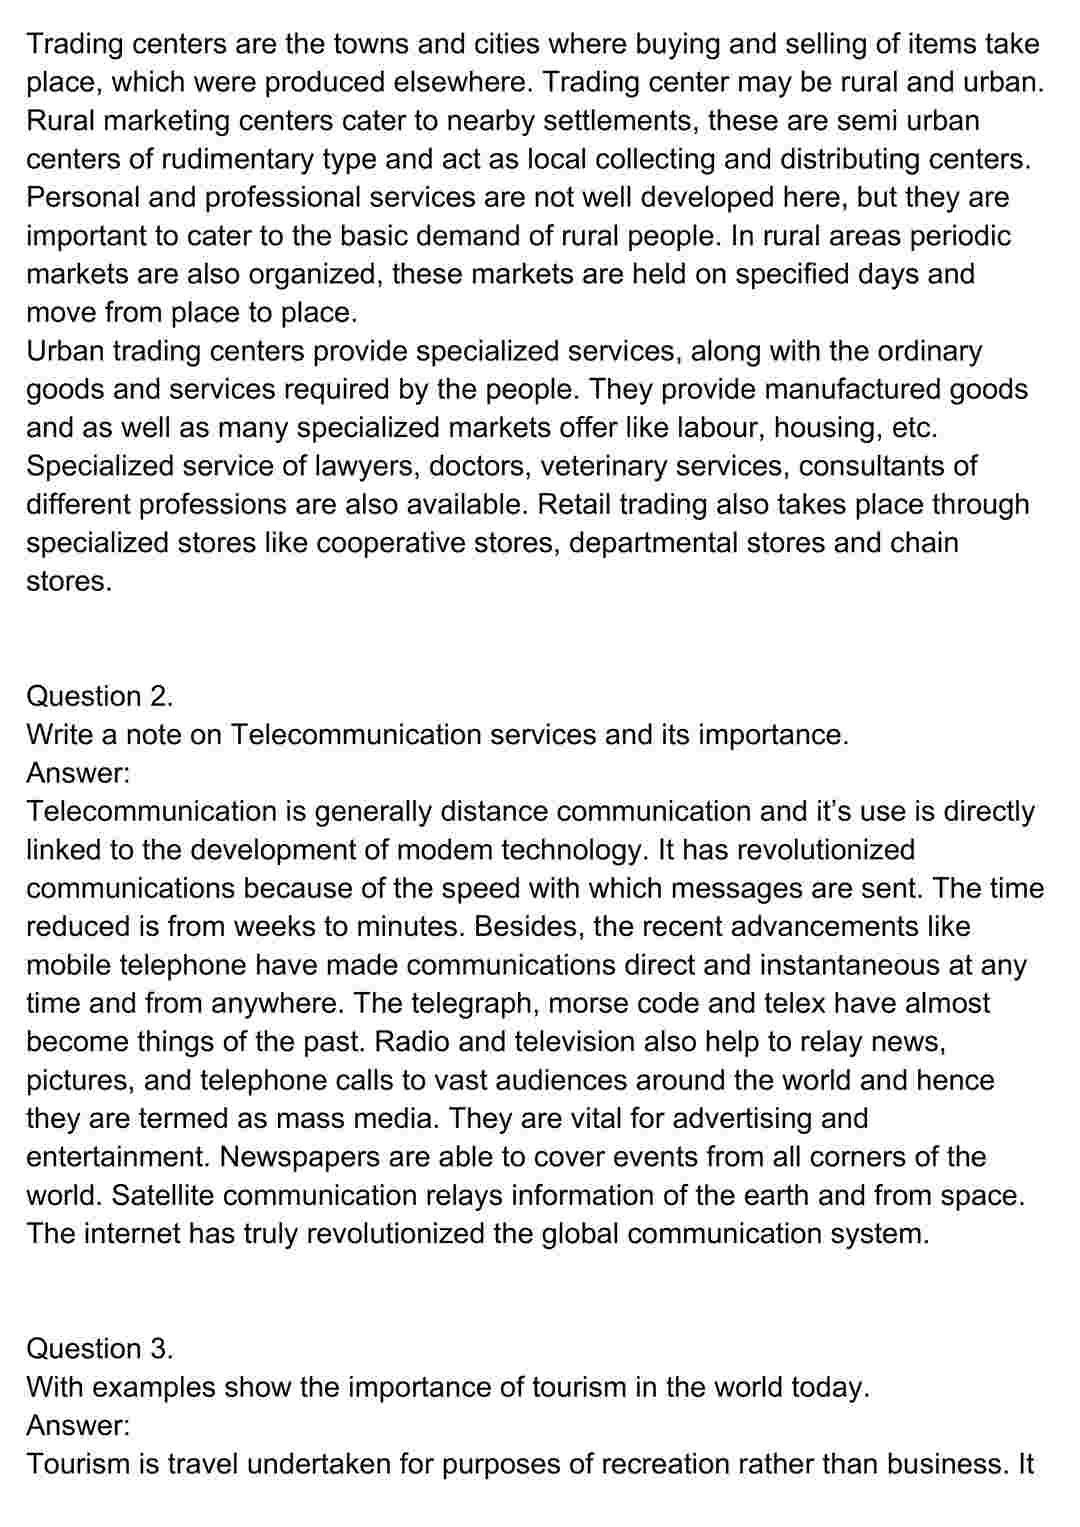 Trading centers are the towns and cities where buying and selling of items take
place, which were produced elsewhere. Trading center may be rural and urban.
Rural marketing centers cater to nearby settlements, these are semi urban
centers of rudimentary type and act as local collecting and distributing centers.
Personal and professional services are not well developed here, but they are
important to cater to the basic demand of rural people. In rural areas periodic
markets are also organized, these markets are held on specified days and
move from place to place.
Urban trading centers provide specialized services, along with the ordinary
goods and services required by the people. They provide manufactured goods
and as well as many specialized markets offer like labour, housing, etc.
Specialized service of lawyers, doctors, veterinary services, consultants of
different professions are also available. Retail trading also takes place through
specialized stores like cooperative stores, departmental stores and chain
stores.
Question 2.
Write a note on Telecommunication services and its importance.
Answer:
Telecommunication is generally distance communication and it’s use is directly
linked to the development of modem technology. It has revolutionized
communications because of the speed with which messages are sent. The time
reduced is from weeks to minutes. Besides, the recent advancements like
mobile telephone have made communications direct and instantaneous at any
time and from anywhere. The telegraph, morse code and telex have almost
become things of the past. Radio and television also help to relay news,
pictures, and telephone calls to vast audiences around the world and hence
they are termed as mass media. They are vital for advertising and
entertainment. Newspapers are able to cover events from all corners of the
world. Satellite communication relays information of the earth and from space.
The internet has truly revolutionized the global communication system.
Question 3.
With examples show the importance of tourism in the world today.
Answer:
Tourism is travel undertaken for purposes of recreation rather than business. It